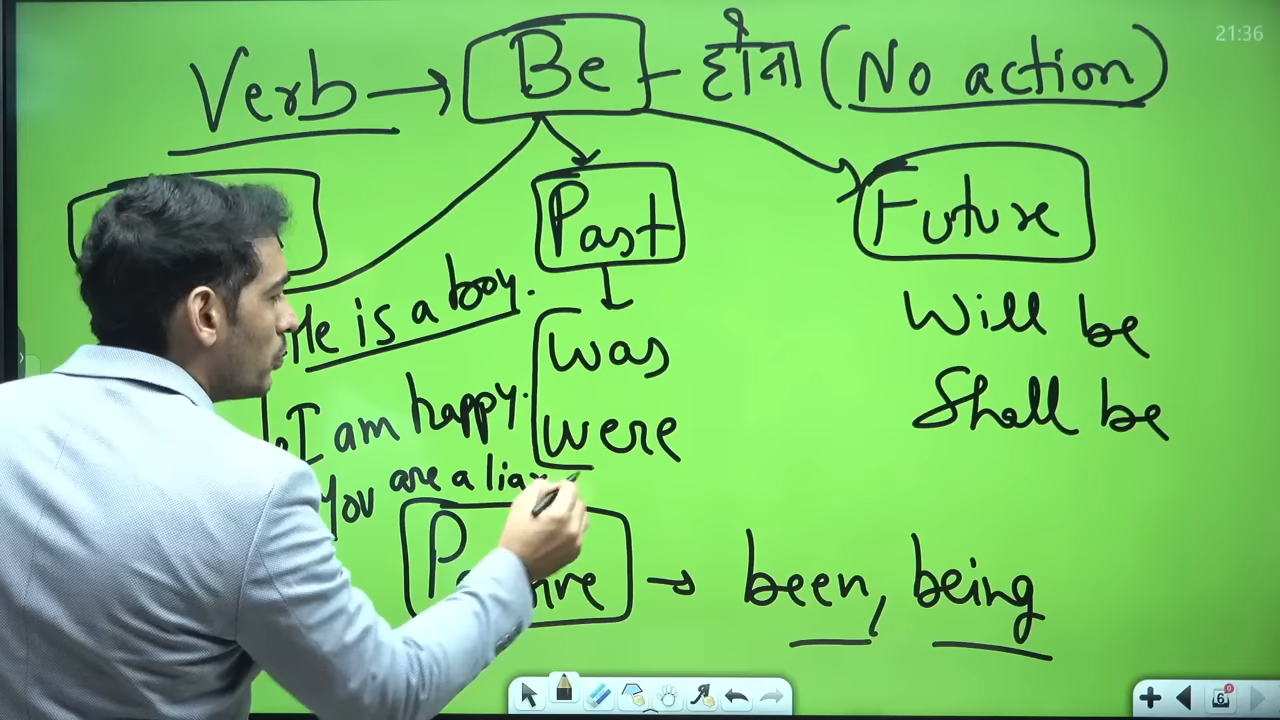 21:36
Verb → Be - होना (No action)
Past
Future
He is a boy.
was
Will be
I am happy.
were
Shall be
You are a
→ been, being
6